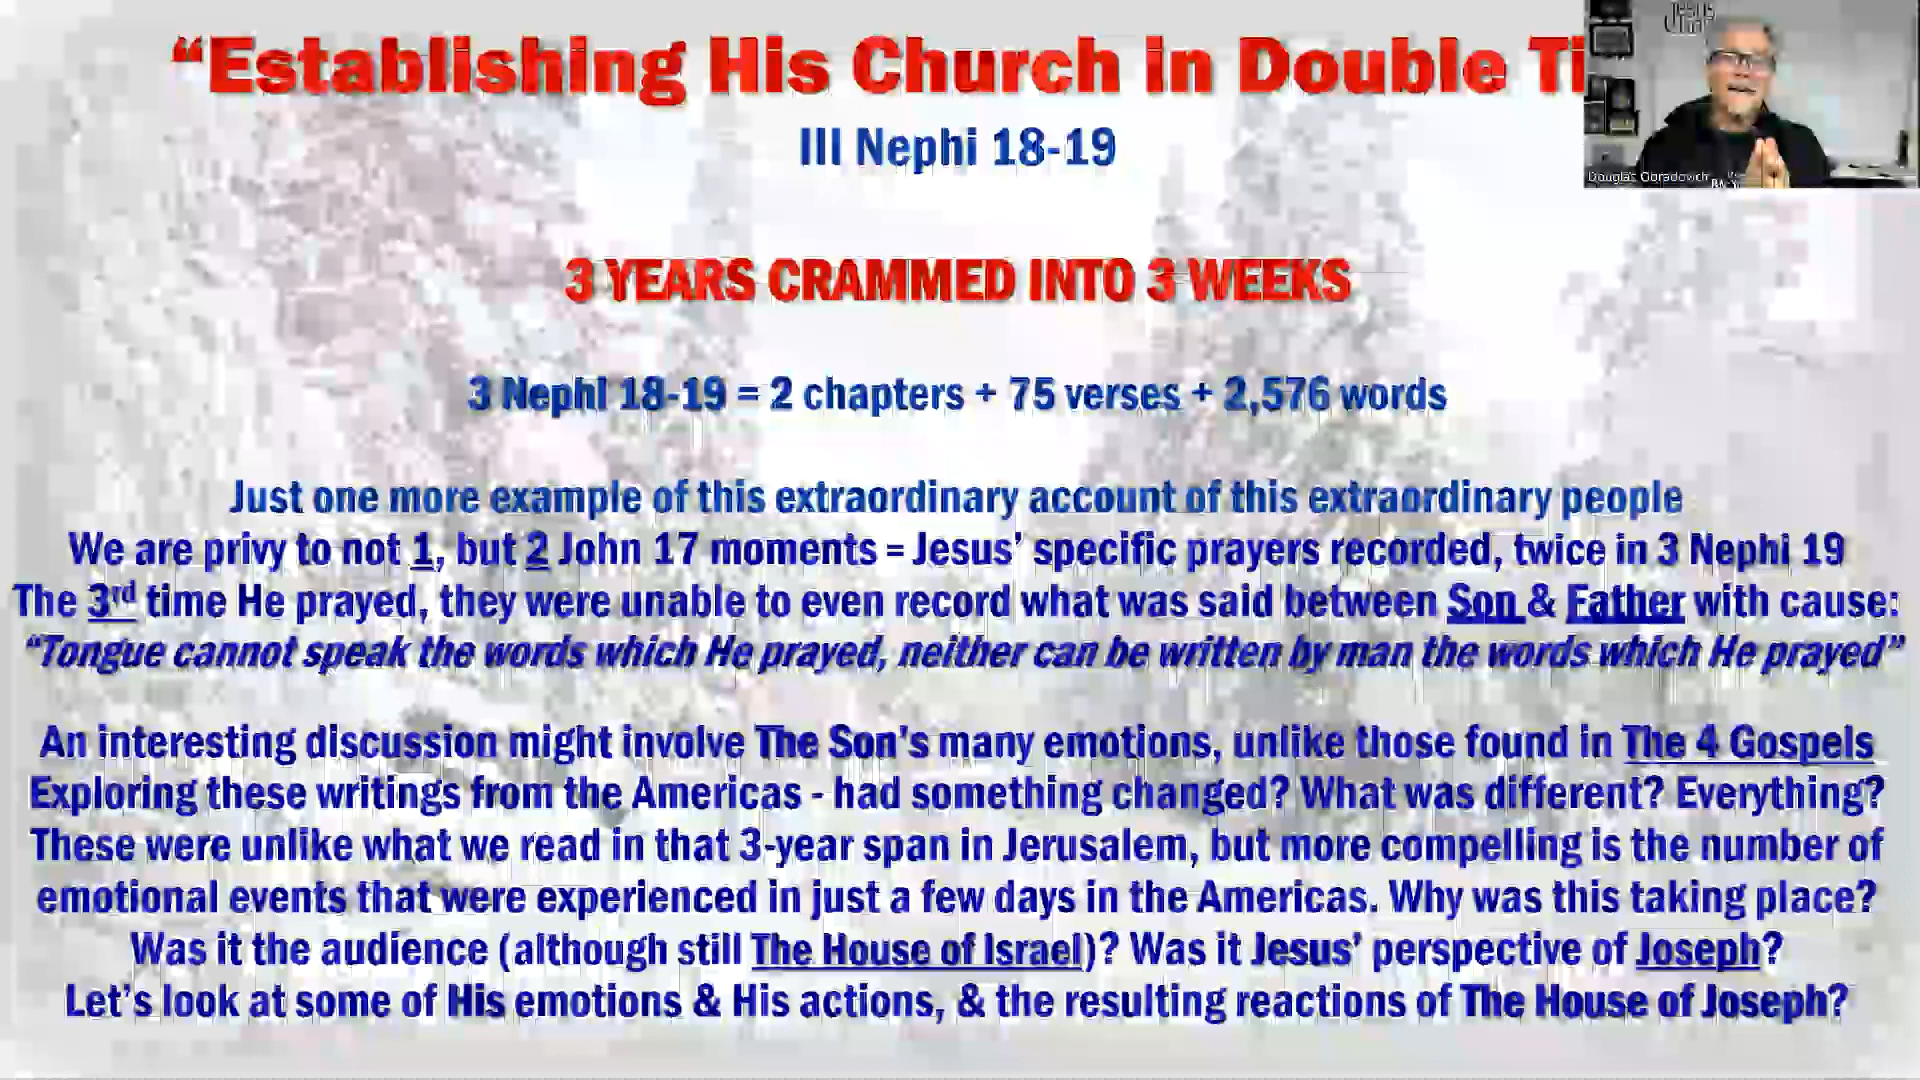 “Establishing His Church in Double Ti
III Nephi 18-19
3 YEARS CRAMMED INTO 3 WEEKS
3 Nephi 18-19 = 2 chapters + 75 verses + 2,576 words
Just one more example of this extraordinary account of this extraordinary people
We are privy to not 1, but 2 John 17 moments = Jesus’ specific prayers recorded, twice in 3 Nephi 19
The 3rd time He prayed, they were unable to even record what was said between Son & Father with cause:
“Tongue cannot speak the words which He prayed, neither can be written by man the words which He prayed”
An interesting discussion might involve The Son’s many emotions, unlike those found in The 4 Gospels
Exploring these writings from the Americas - had something changed? What was different? Everything?
These were unlike what we read in that 3-year span in Jerusalem, but more compelling is the number of
emotional events that were experienced in just a few days in the Americas. Why was this taking place?
Was it the audience (although still The House of Israel)? Was it Jesus’ perspective of Joseph?
Let’s look at some of His emotions & His actions, & the resulting reactions of The House of Joseph?
Jesus
Douglas Obradovich